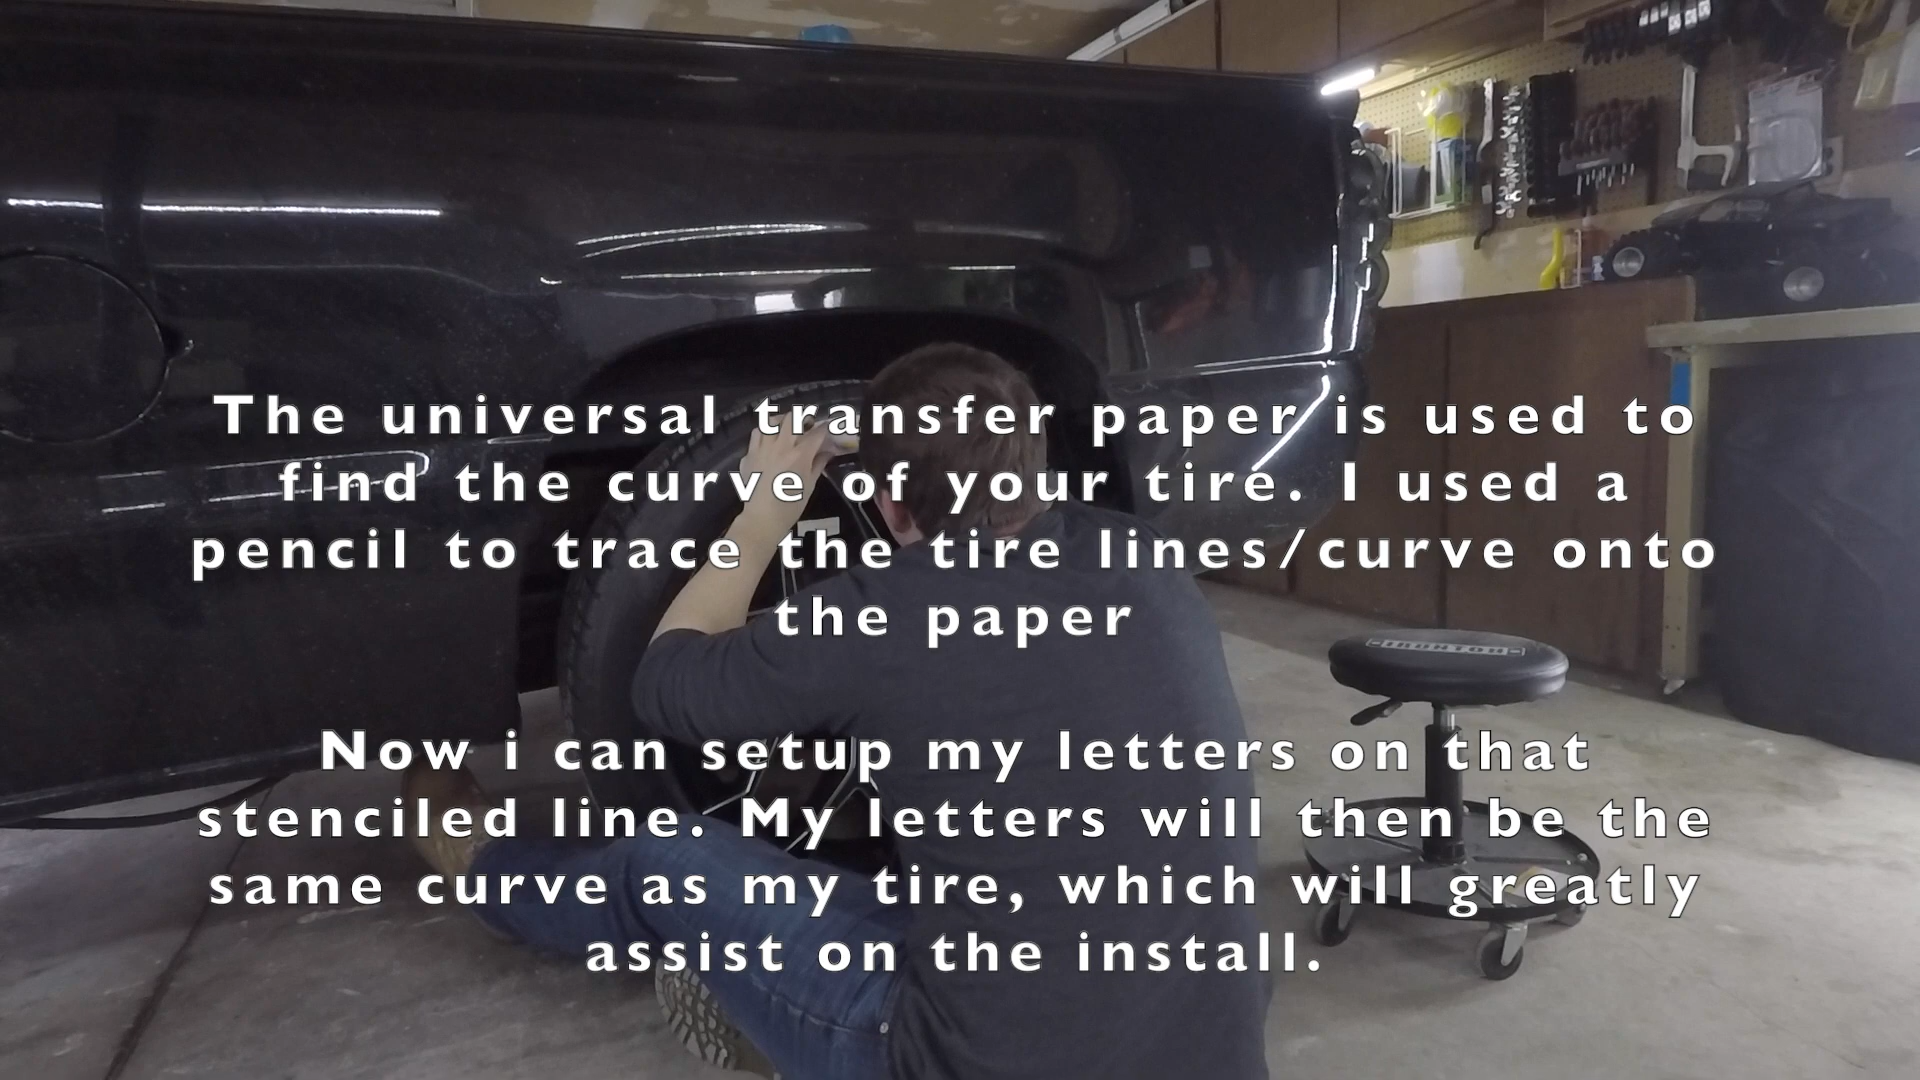 The universal transfer paper is used to
find the curve of your tire. I used a
pencil to trace the tire lines/curve onto
the paper
Now i can setup my letters on that
stenciled line. My letters will then be the
same curve as my tire, which will greatly
assist on the install.
IRONTON